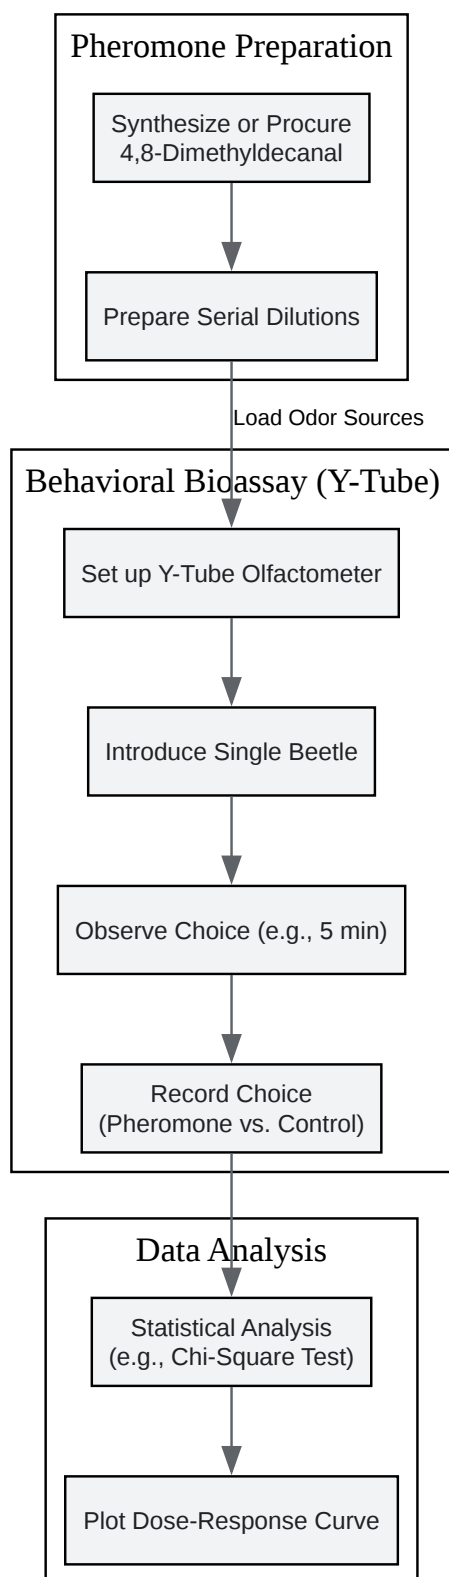 Pheromone Preparation
Synthesize or Procure
4,8-Dimethyldecanal
Prepare Serial Dilutions
Load Odor Sources
Behavioral Bioassay (Y-Tube)
Set up Y-Tube Olfactometer
Introduce Single Beetle
Observe Choice (e.g., 5 min)
Record Choice
(Pheromone vs. Control)
Data Analysis
Statistical Analysis
(e.g., Chi-Square Test)
Plot Dose-Response Curve